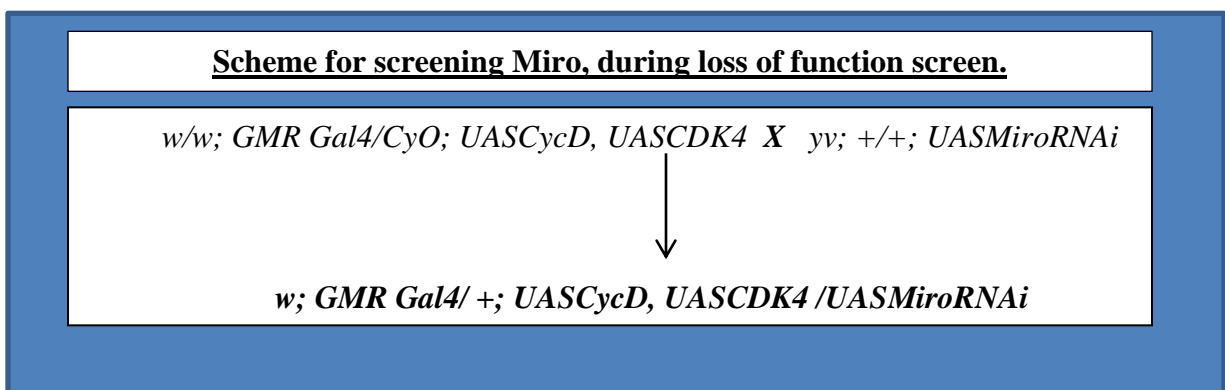 Scheme for screening Miro, during loss of function screen.
w/w; GMR Gal4/CyO; UASCycD, UASCDK4 X yv; +/+; UASMiroRNAi
w; GMR Gal4/ +; UASCycD, UASCDK4 /UASMiroRNAi